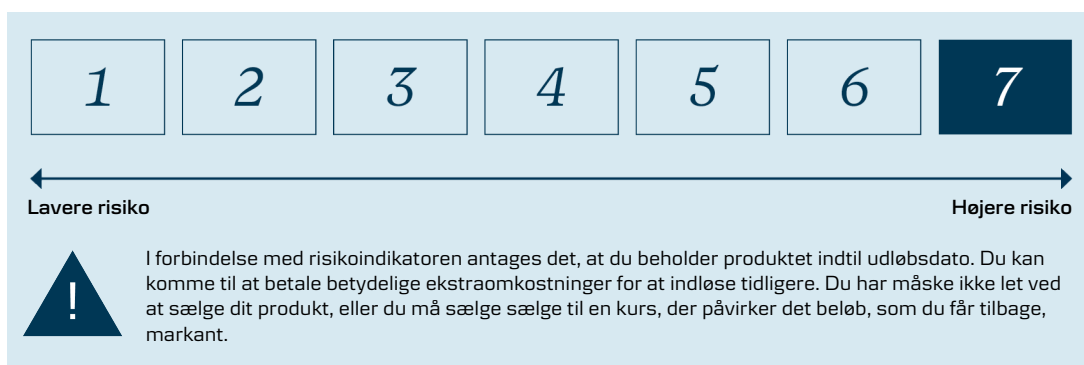 1 2 3 4 5 6 7
Lavere risiko Højere risiko
I forbindelse med risikoindikatoren antages det, at du beholder produktet indtil udløbsdato. Du kan
komme til at betale betydelige ekstraomkostninger for at indløse tidligere. Du har måske ikke let ved
at sælge dit produkt, eller du må sælge sælge til en kurs, der påvirker det beløb, som du får tilbage,
markant.
!